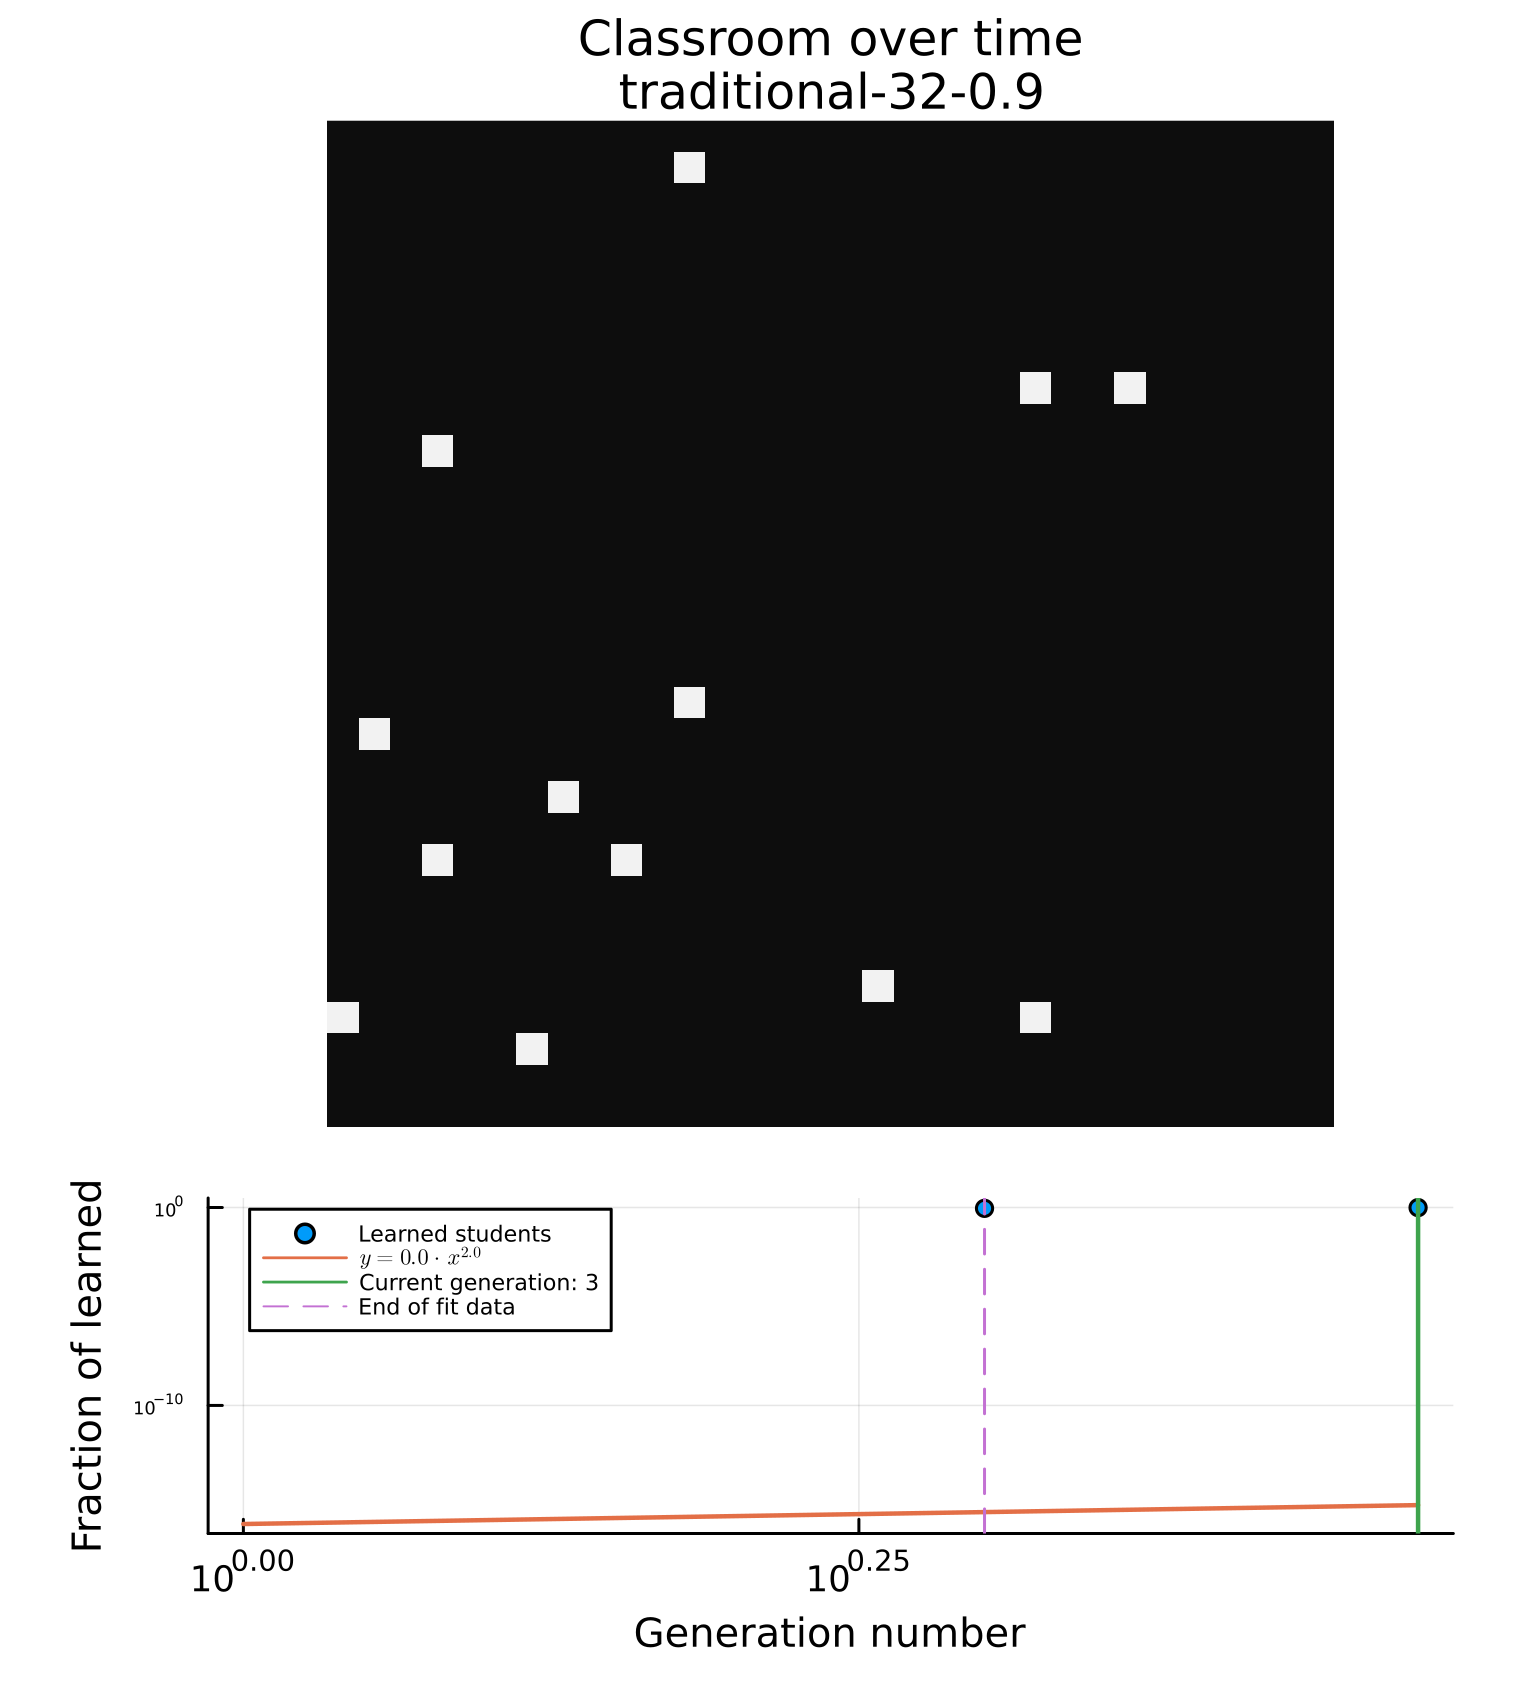 Classroom over time
traditional-32-0.9
Fraction of learned
10^0
10^−10
Learned students
y = 0.0 · x^2.0
Current generation: 3
End of fit data
10^0.00
10^0.25
Generation number